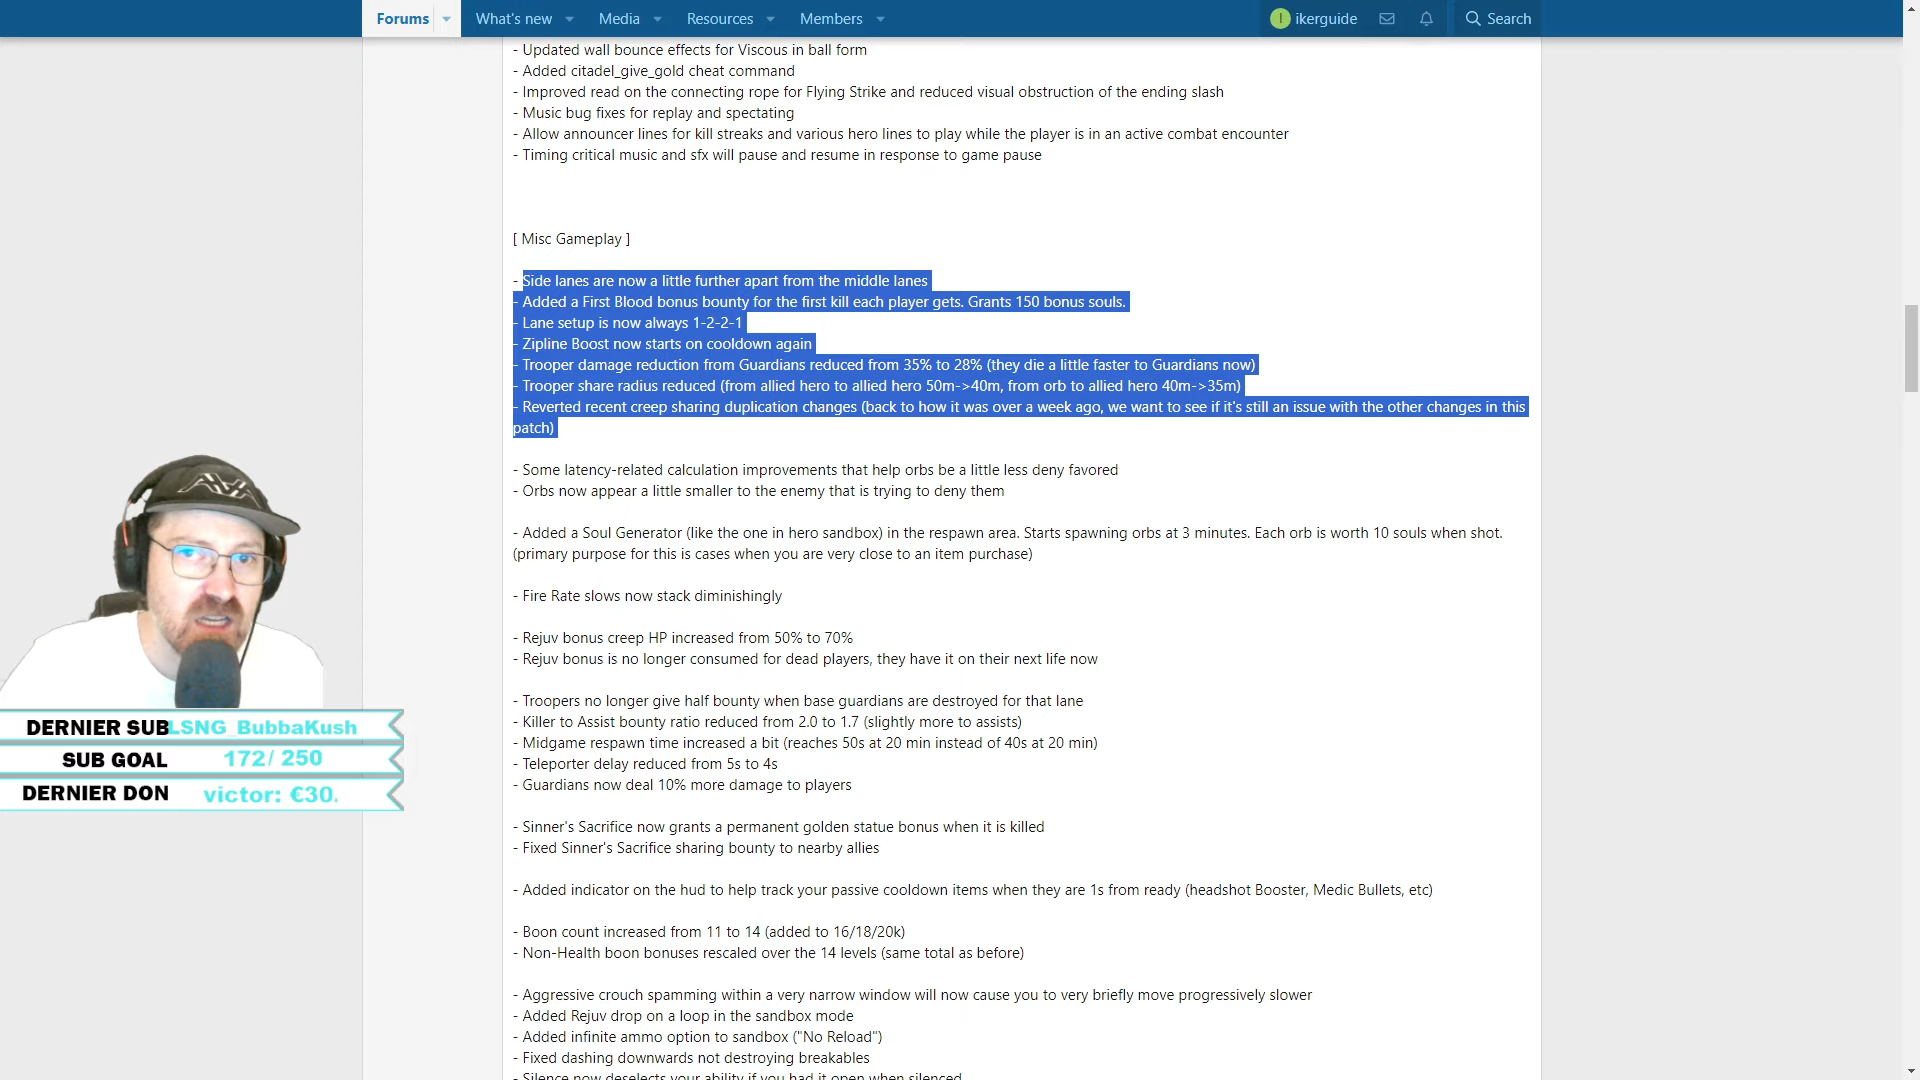 Forums
What's new
Media
Resources
Members
I
ikerguide
Search
- Updated wall bounce effects for Viscous in ball form
- Added citadel_give_gold cheat command
- Improved read on the connecting rope for Flying Strike and reduced visual obstruction of the ending slash
- Music bug fixes for replay and spectating
- Allow announcer lines for kill streaks and various hero lines to play while the player is in an active combat encounter
- Timing critical music and sfx will pause and resume in response to game pause
[ Misc Gameplay ]
- Side lanes are now a little further apart from the middle lanes
- Added a First Blood bonus bounty for the first kill each player gets. Grants 150 bonus souls.
- Lane setup is now always 1-2-2-1
- Zipline Boost now starts on cooldown again
- Trooper damage reduction from Guardians reduced from 35% to 28% (they die a little faster to Guardians now)
- Trooper share radius reduced (from allied hero to allied hero 50m->40m, from orb to allied hero 40m->35m)
- Reverted recent creep sharing duplication changes (back to how it was over a week ago, we want to see if it's still an issue with the other changes in this
patch)
- Some latency-related calculation improvements that help orbs be a little less deny favored
- Orbs now appear a little smaller to the enemy that is trying to deny them
- Added a Soul Generator (like the one in hero sandbox) in the respawn area. Starts spawning orbs at 3 minutes. Each orb is worth 10 souls when shot.
(primary purpose for this is cases when you are very close to an item purchase)
- Fire Rate slows now stack diminishingly
- Rejuv bonus creep HP increased from 50% to 70%
- Rejuv bonus is no longer consumed for dead players, they have it on their next life now
- Troopers no longer give half bounty when base guardians are destroyed for that lane
- Killer to Assist bounty ratio reduced from 2.0 to 1.7 (slightly more to assists)
- Midgame respawn time increased a bit (reaches 50s at 20 min instead of 40s at 20 min)
- Teleporter delay reduced from 5s to 4s
- Guardians now deal 10% more damage to players
- Sinner's Sacrifice now grants a permanent golden statue bonus when it is killed
- Fixed Sinner's Sacrifice sharing bounty to nearby allies
- Added indicator on the hud to help track your passive cooldown items when they are 1s from ready (headshot Booster, Medic Bullets, etc)
- Boon count increased from 11 to 14 (added to 16/18/20k)
- Non-Health boon bonuses rescaled over the 14 levels (same total as before)
- Aggressive crouch spamming within a very narrow window will now cause you to very briefly move progressively slower
- Added Rejuv drop on a loop in the sandbox mode
- Added infinite ammo option to sandbox ("No Reload")
- Fixed dashing downwards not destroying breakables
- Silence now deselects your ability if you had it open when silenced
DERNIER SUB LSNG_BubbaKush
SUB GOAL 172/ 250
DERNIER DON victor: €30.